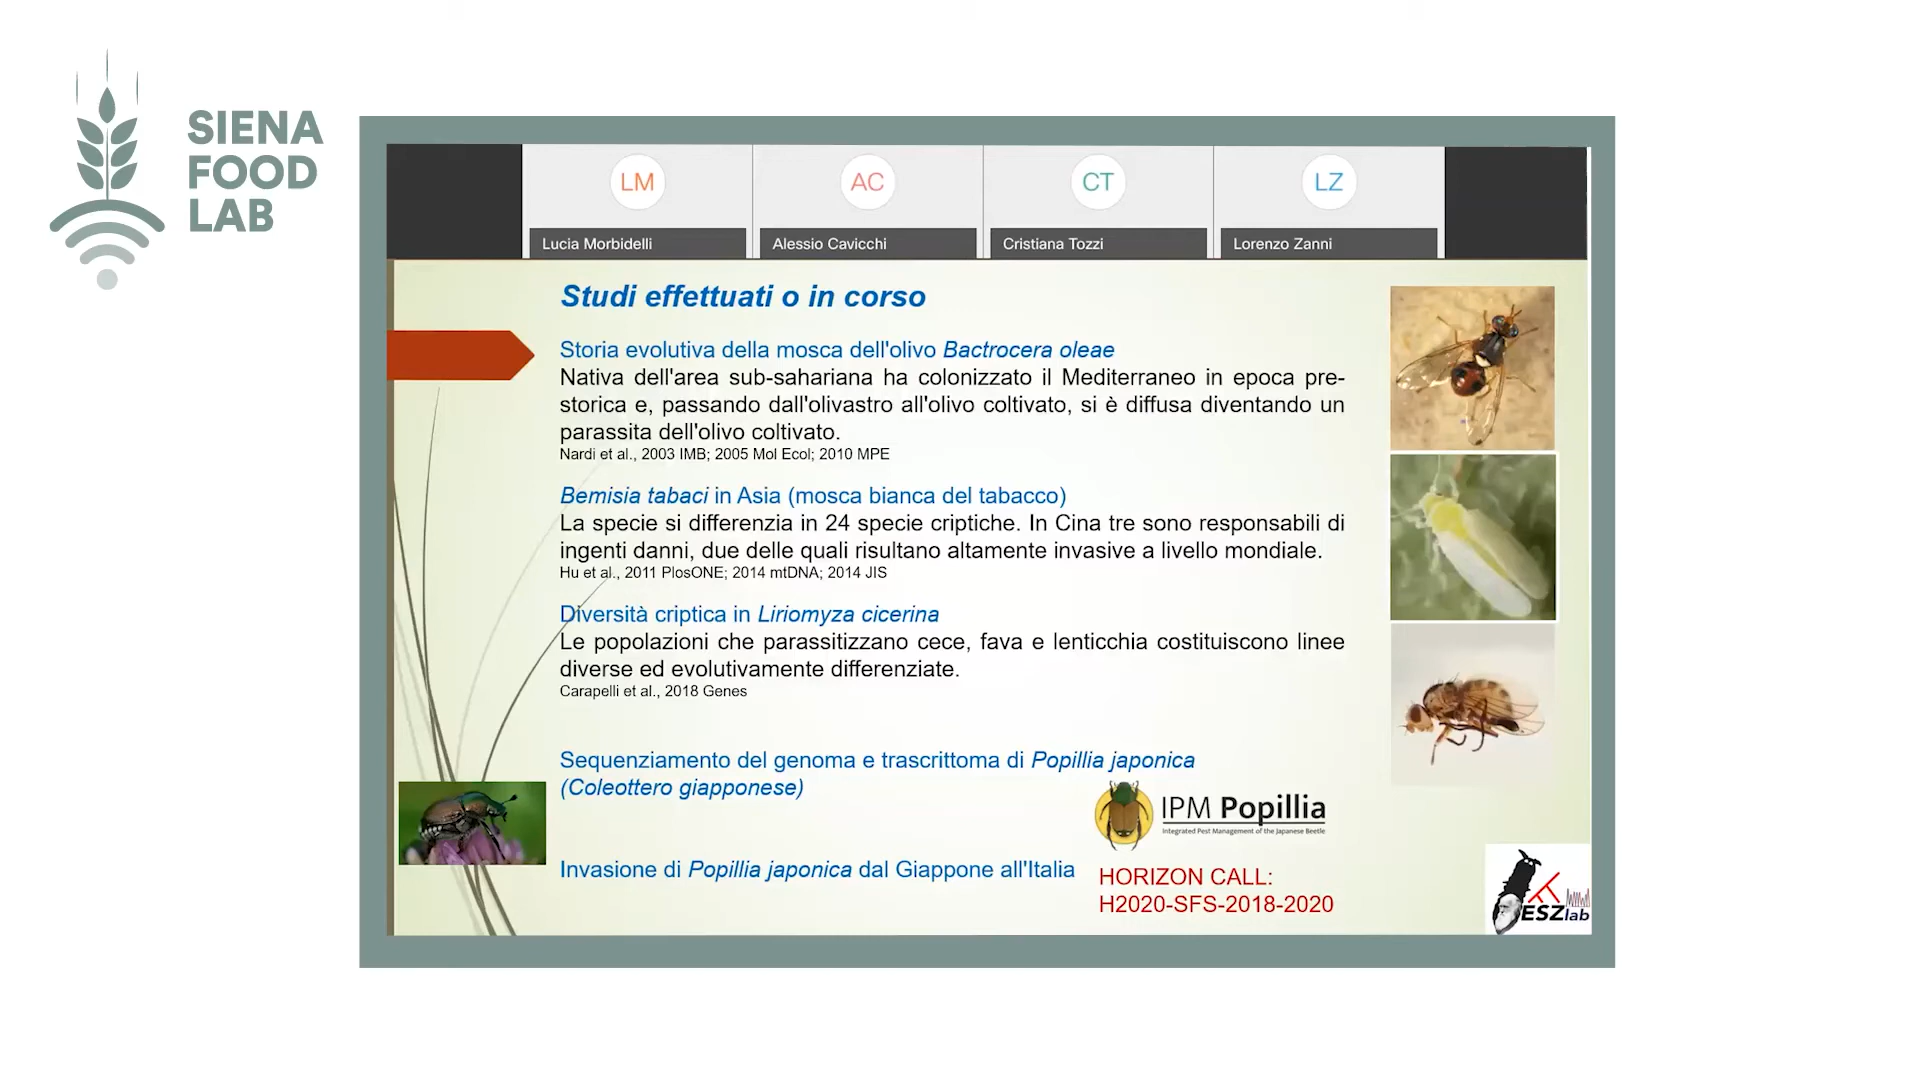 SIENA
FOOD
LAB
LM
AC
CT
LZ
Lucia Morbidelli
Alessio Cavicchi
Cristiana Tozzi
Lorenzo Zanni
Studi effettuati o in corso
Storia evolutiva della mosca dell'olivo Bactrocera oleae
Nativa dell'area sub-sahariana ha colonizzato il Mediterraneo in epoca pre-
storica e, passando dall'olivastro all'olivo coltivato, si è diffusa diventando un
parassita dell'olivo coltivato.
Nardi et al., 2003 IMB; 2005 Mol Ecol; 2010 MPE
Bemisia tabaci in Asia (mosca bianca del tabacco)
La specie si differenzia in 24 specie criptiche. In Cina tre sono responsabili di
ingenti danni, due delle quali risultano altamente invasive a livello mondiale.
Hu et al., 2011 PlosONE; 2014 mtDNA; 2014 JIS
Diversità criptica in Liriomyza cicerina
Le popolazioni che parassitizzano cece, fava e lenticchia costituiscono linee
diverse ed evolutivamente differenziate.
Carapelli et al., 2018 Genes
Sequenziamento del genoma e trascrittoma di Popillia japonica
(Coleottero giapponese)
IPM Popillia
Integrated Pest Management of the Japanese Beetle
Invasione di Popillia japonica dal Giappone all'Italia
HORIZON CALL:
H2020-SFS-2018-2020
ESZlab